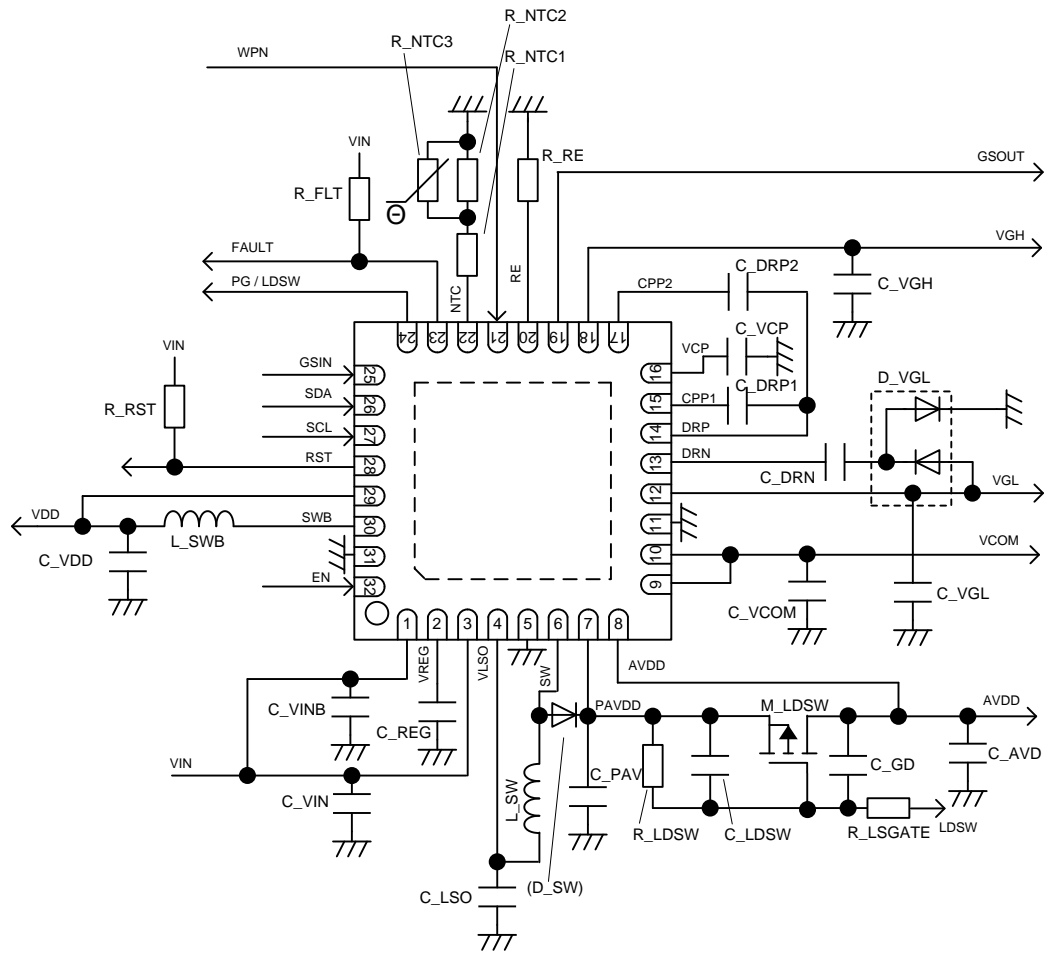 R_NTC2
R_NTC3
R_NTC1
WPN
VIN
R_RE
GSOUT
R_FLT
Θ
FAULT
VGH
PG / LDSW
NTC
RE
CPP2
C_DRP2
C_VGH
24
23
22
21
20
19
18
17
VIN
GSIN
25
VCP
C_VCP
16
R_RST
SDA
26
CPP1
C_DRP1
15
D_VGL
SCL
27
DRP
14
RST
28
DRN
13
C_DRN
29
12
VGL
VDD
SWB
30
L_SWB
11
C_VDD
31
10
VCOM
EN
32
9
C_VCOM
C_VGL
1
2
3
4
5
6
7
8
VREG
VLSO
SW
AVDD
C_VINB
C_REG
PAVDD
M_LDSW
AVDD
VIN
C_VIN
L_SW
C_PAV
C_GD
C_AVD
R_LDSW
C_LDSW
R_LSGATE
LDSW
C_LSO
(D_SW)